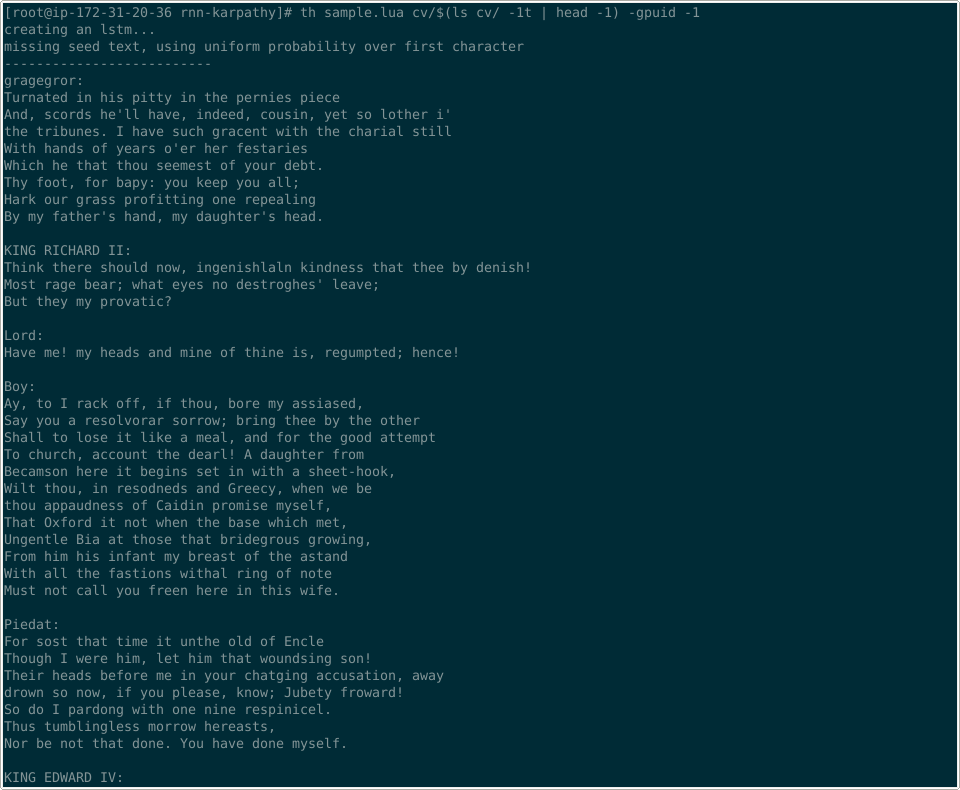 [root@ip-172-31-20-36 rnn-karpathy]# th sample.lua cv/$(ls cv/ -1t | head -1) -gpuid -1
creating an lstm...
missing seed text, using uniform probability over first character
--------------------------
gragegror:
Turnated in his pitty in the pernies piece
And, scords he'll have, indeed, cousin, yet so lother i'
the tribunes. I have such gracent with the charial still
With hands of years o'er her festaries
Which he that thou seemest of your debt.
Thy foot, for bapy: you keep you all;
Hark our grass profitting one repealing
By my father's hand, my daughter's head.

KING RICHARD II:
Think there should now, ingenishlaln kindness that thee by denish!
Most rage bear; what eyes no destroghes' leave;
But they my provatic?

Lord:
Have me! my heads and mine of thine is, regumpted; hence!

Boy:
Ay, to I rack off, if thou, bore my assiased,
Say you a resolvorar sorrow; bring thee by the other
Shall to lose it like a meal, and for the good attempt
To church, account the dearl! A daughter from
Becamson here it begins set in with a sheet-hook,
Wilt thou, in resodneds and Greecy, when we be
thou appaudness of Caidin promise myself,
That Oxford it not when the base which met,
Ungentle Bia at those that bridegrous growing,
From him his infant my breast of the astand
With all the fastions withal ring of note
Must not call you freen here in this wife.

Piedat:
For sost that time it unthe old of Encle
Though I were him, let him that woundsing son!
Their heads before me in your chatging accusation, away
drown so now, if you please, know; Jubety froward!
So do I pardong with one nine respinicel.
Thus tumblingless morrow hereasts,
Nor be not that done. You have done myself.

KING EDWARD IV: